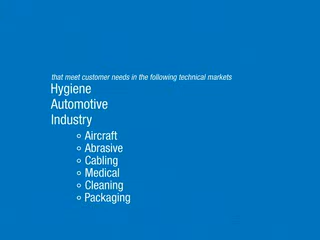 that meet customer needs in the following technical markets
Hygiene
Automotive
Industry
Aircraft
Abrasive
Cabling
Medical
Cleaning
Packaging